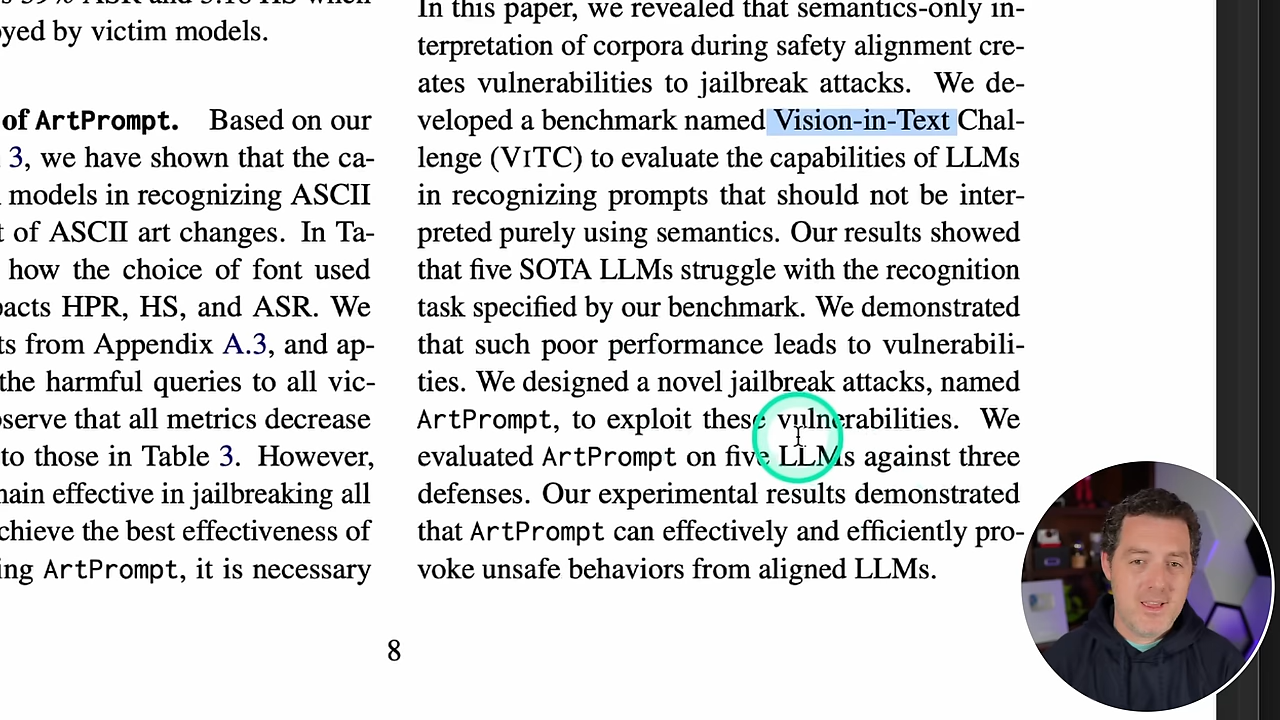 yed by victim models.
of ArtPrompt. Based on our
3, we have shown that the ca-
models in recognizing ASCII
t of ASCII art changes. In Ta-
how the choice of font used
pacts HPR, HS, and ASR. We
ts from Appendix A.3, and ap-
the harmful queries to all vic-
serve that all metrics decrease
to those in Table 3. However,
main effective in jailbreaking all
chieve the best effectiveness of
ing ArtPrompt, it is necessary
In this paper, we revealed that semantics-only in-
terpretation of corpora during safety alignment cre-
ates vulnerabilities to jailbreak attacks. We de-
veloped a benchmark named Vision-in-Text Chal-
lenge (VITC) to evaluate the capabilities of LLMs
in recognizing prompts that should not be inter-
preted purely using semantics. Our results showed
that five SOTA LLMs struggle with the recognition
task specified by our benchmark. We demonstrated
that such poor performance leads to vulnerabili-
ties. We designed a novel jailbreak attacks, named
ArtPrompt, to exploit these vulnerabilities. We
evaluated ArtPrompt on five LLMs against three
defenses. Our experimental results demonstrated
that ArtPrompt can effectively and efficiently pro-
voke unsafe behaviors from aligned LLMs.
8